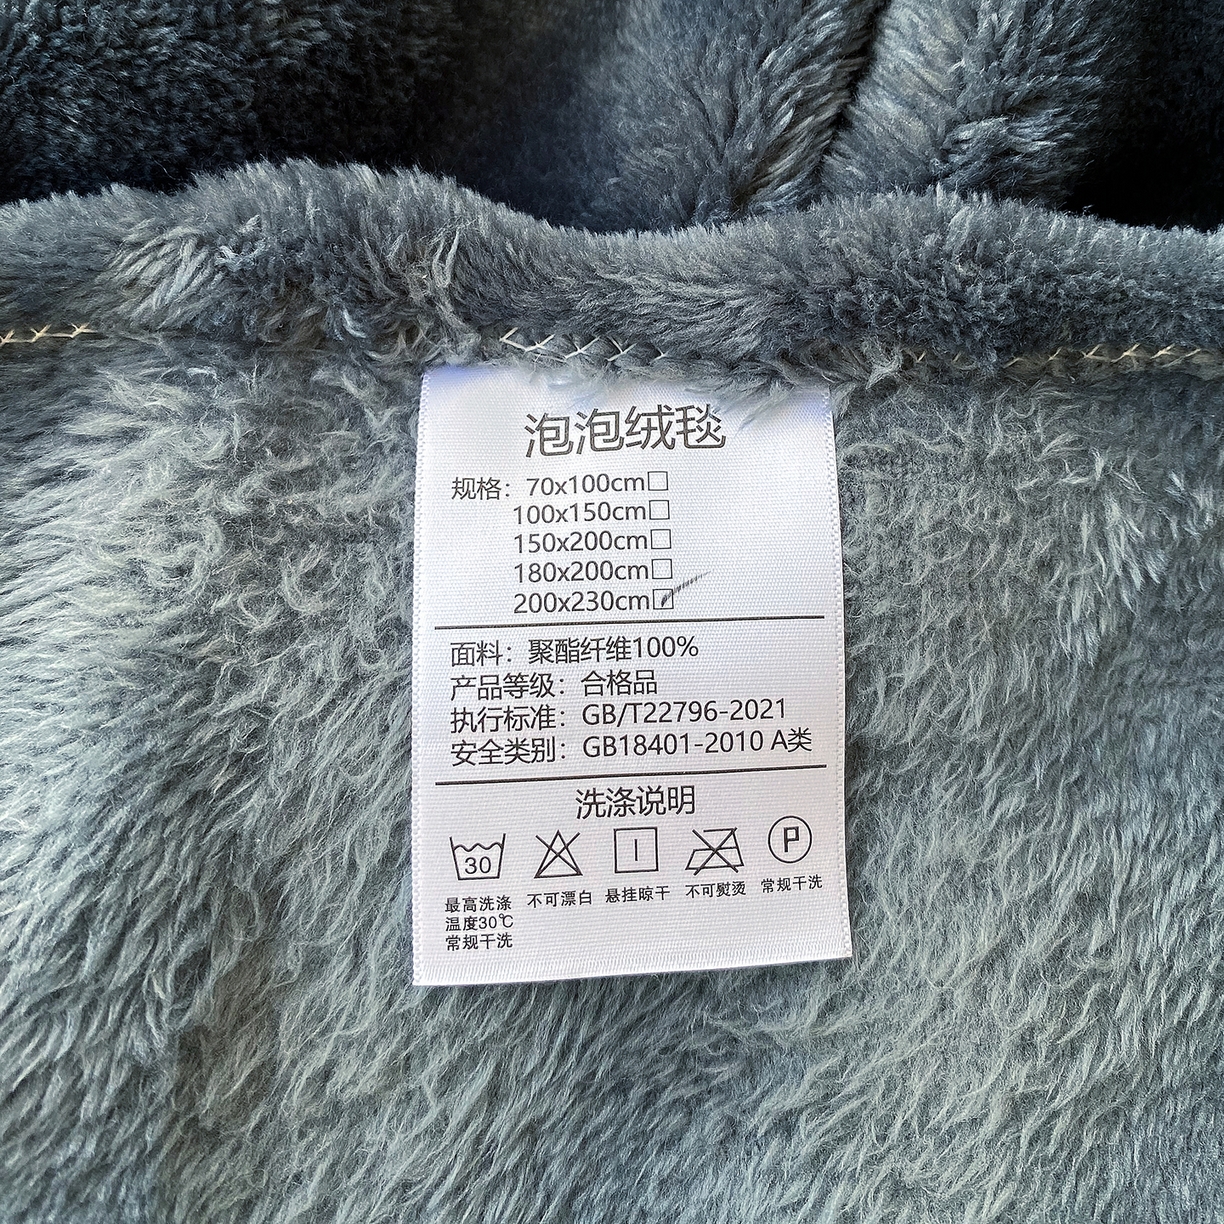 泡泡绒毯
规格：70x100cm□
100x150cm□
150x200cm□
180x200cm□
200x230cm☑
面料：聚酯纤维100%
产品等级：合格品
执行标准：GB/T22796-2021
安全类别：GB18401-2010 A类
洗涤说明
30
P
最高洗涤
温度30℃
常规干洗
不可漂白
悬挂晾干
不可熨烫
常规干洗